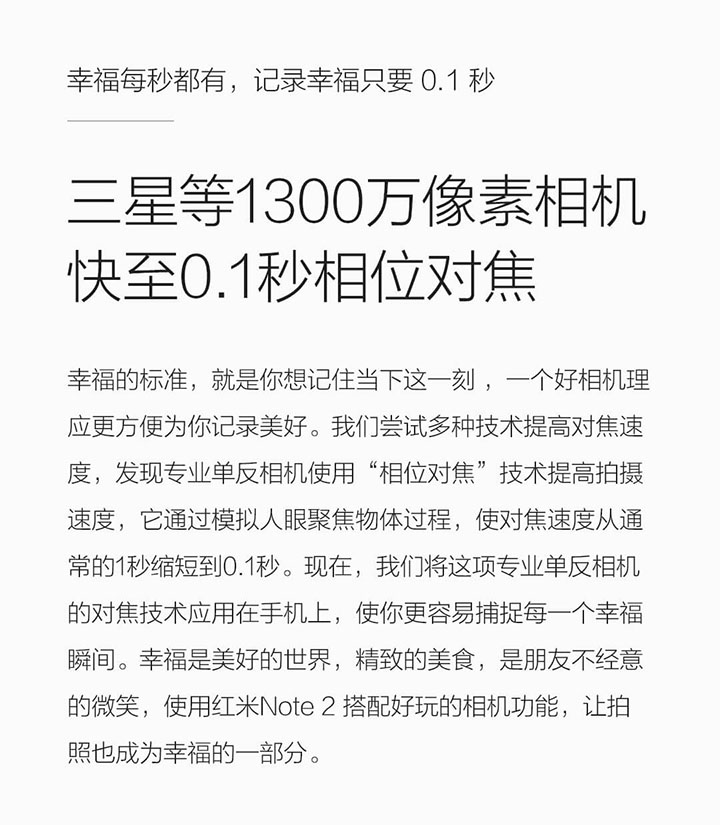 幸福每秒都有，记录幸福只要 0.1 秒
三星等1300万像素相机
快至0.1秒相位对焦
幸福的标准，就是你想记住当下这一刻 ，一个好相机理
应更方便为你记录美好。我们尝试多种技术提高对焦速
度，发现专业单反相机使用“相位对焦”技术提高拍摄
速度，它通过模拟人眼聚焦物体过程，使对焦速度从通
常的1秒缩短到0.1秒。现在，我们将这项专业单反相机
的对焦技术应用在手机上，使你更容易捕捉每一个幸福
瞬间。幸福是美好的世界，精致的美食，是朋友不经意
的微笑，使用红米Note 2 搭配好玩的相机功能，让拍
照也成为幸福的一部分。